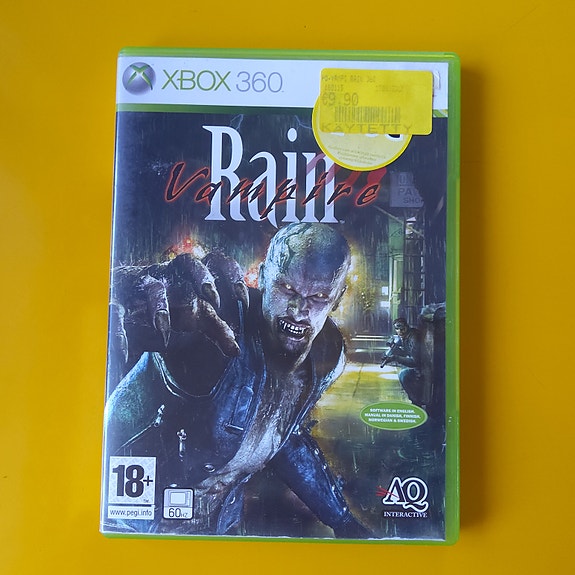 XBOX 360
€9.90
KÄYTETTY
Rain
Vampire
SOFTWARE IN ENGLISH.
MANUAL IN DANISH, FINNISH,
NORWEGIAN & SWEDISH.
18+
www.pegi.info
60HZ
AQ
INTERACTIVE